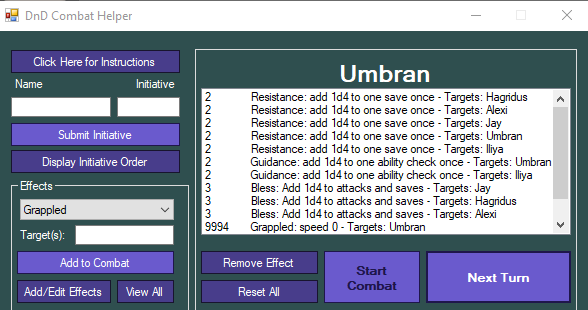 DnD Combat Helper
Click Here for Instructions
Name Initiative
Submit Initiative
Display Initiative Order
Effects
Grappled
Target(s):
Add to Combat
Add/Edit Effects View All
Umbran
2 Resistance: add 1d4 to one save once - Targets: Hagridus
2 Resistance: add 1d4 to one save once - Targets: Alexi
2 Resistance: add 1d4 to one save once - Targets: Jay
2 Resistance: add 1d4 to one save once - Targets: Umbran
2 Resistance: add 1d4 to one save once - Targets: Iliya
2 Guidance: add 1d4 to one ability check once - Targets: Umbran
2 Guidance: add 1d4 to one ability check once - Targets: Iliya
3 Bless: Add 1d4 to attacks and saves - Targets: Jay
3 Bless: Add 1d4 to attacks and saves - Targets: Hagridus
3 Bless: Add 1d4 to attacks and saves - Targets: Alexi
9994 Grappled: speed 0 - Targets: Umbran
Remove Effect
Reset All
Start
Combat
Next Turn